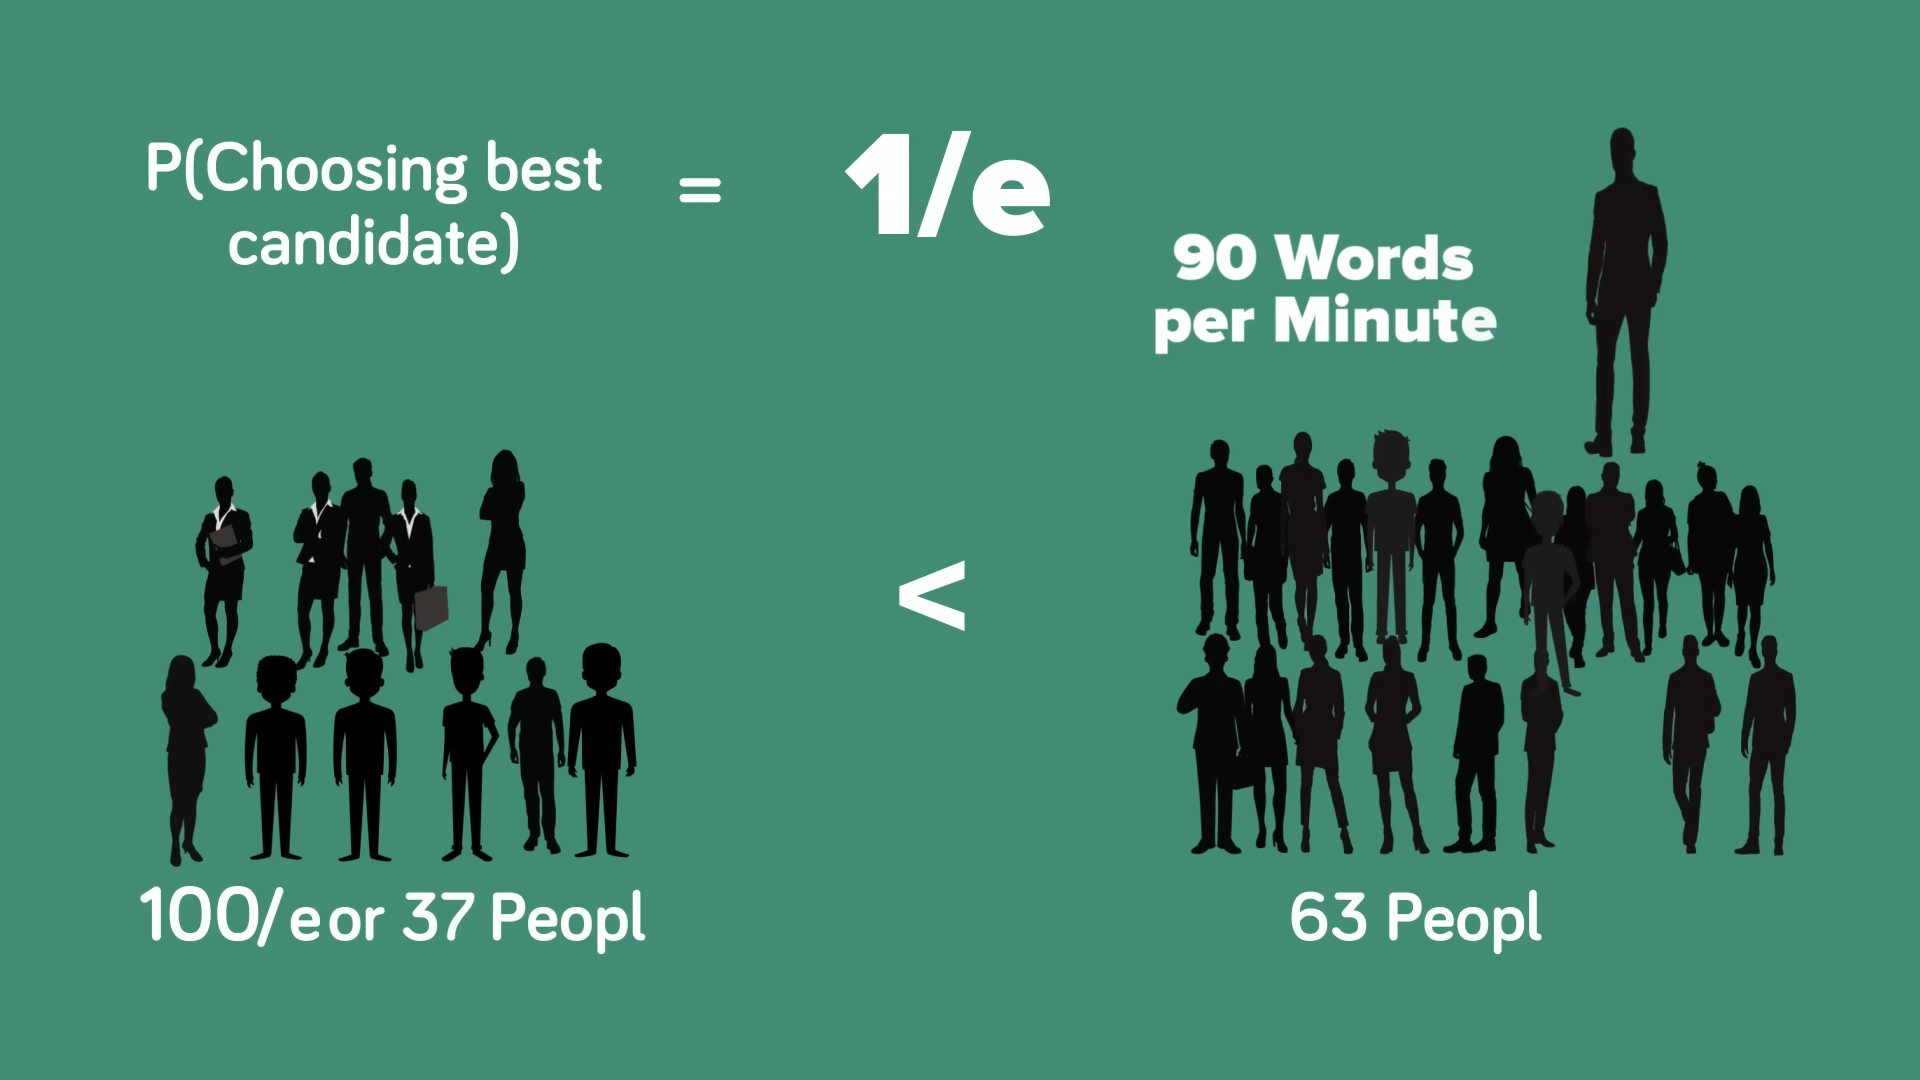 P(Choosing best
candidate)
=
1/e
90 Words
per Minute
<
100/e or 37 Peopl
63 Peopl